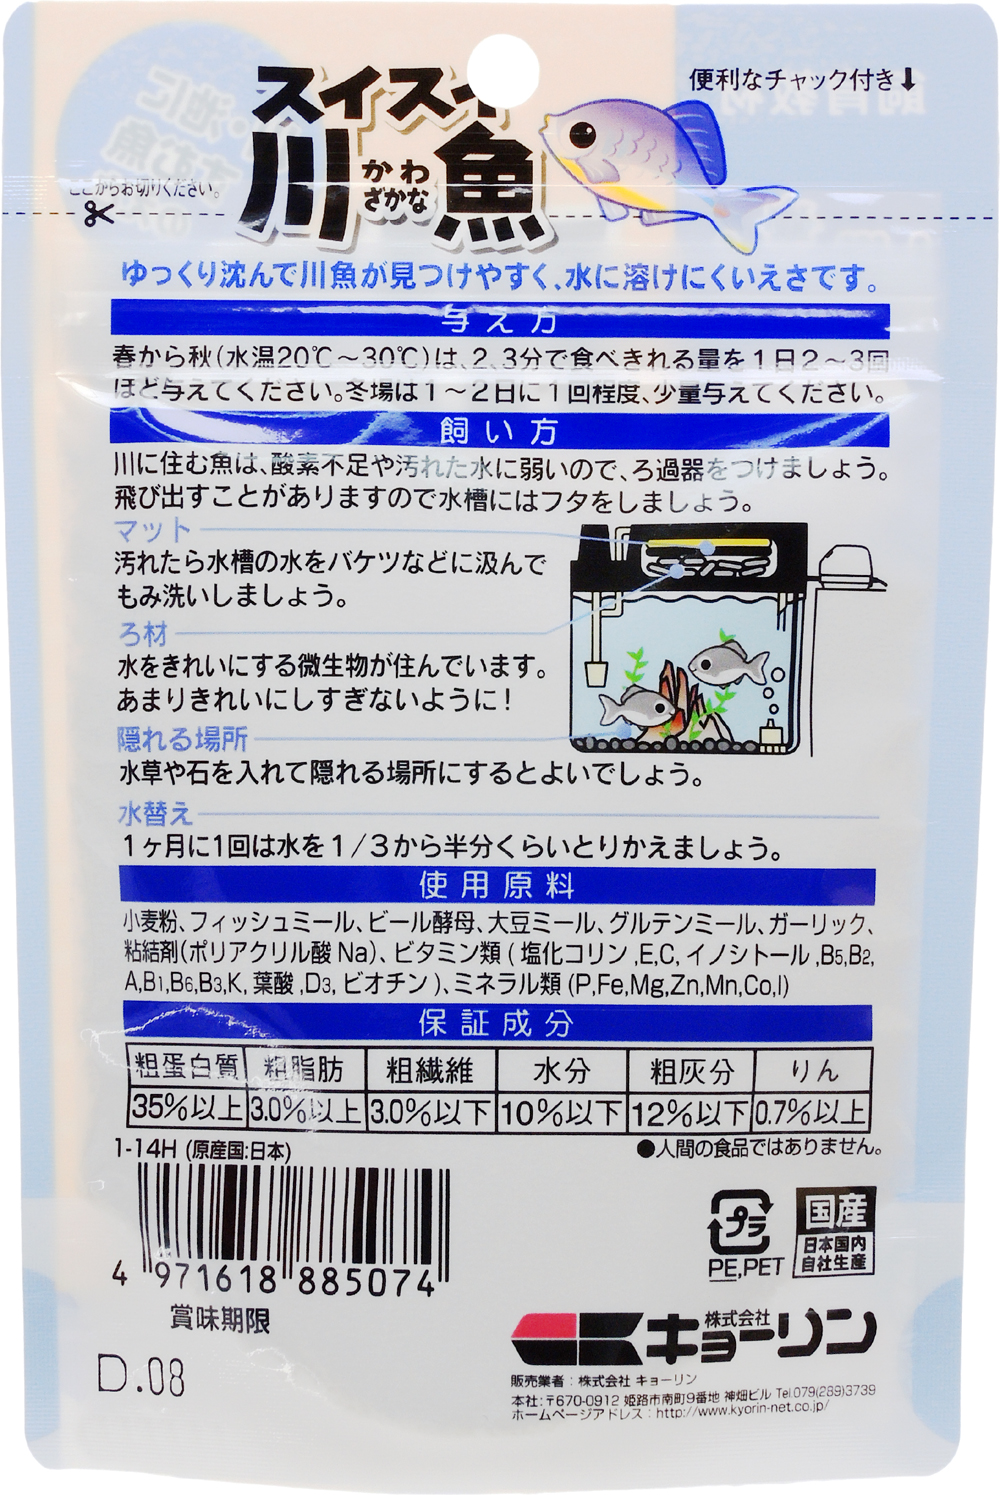 便利なチャック付き⬇
スイスイ
川魚
かわ
ざかな
ここからお切りください。
ゆっくり沈んで川魚が見つけやすく、水に溶けにくいえさです。
与え方
春から秋(水温20℃～30℃)は、2、3分で食べきれる量を1日2～3回
ほど与えてください。冬場は1～2日に1回程度、少量与えてください。
飼い方
川に住む魚は、酸素不足や汚れた水に弱いので、ろ過器をつけましょう。
飛び出すことがありますので水槽にはフタをしましょう。
マット
汚れたら水槽の水をバケツなどに汲んで
もみ洗いしましょう。
ろ材
水をきれいにする微生物が住んでいます。
あまりきれいにしすぎないように!
隠れる場所
水草や石を入れて隠れる場所にするとよいでしょう。
水替え
1ヶ月に1回は水を1/3から半分くらいとりかえましょう。
使用原料
小麦粉、フィッシュミール、ビール酵母、大豆ミール、グルテンミール、ガーリック、
粘結剤(ポリアクリル酸Na)、ビタミン類(塩化コリン,E,C,イノシトール,B5,B2,
A,B1,B6,B3,K,葉酸,D3,ビオチン)、ミネラル類(P,Fe,Mg,Zn,Mn,Co,I)
保証成分
粗蛋白質 粗脂肪 粗繊維 水分 粗灰分 りん
35%以上 3.0%以上 3.0%以下 10%以下 12%以下 0.7%以上
1-14H (原産国:日本)
●人間の食品ではありません。
4 971618 885074
プラ
PE,PET
国産
日本国内
自社生産
賞味期限
D.08
株式会社
キョーリン
販売業者:株式会社 キョーリン
本社:〒670-0912 姫路市南町9番地 神畑ビル Tel.079(289)3739
ホームページアドレス:http://www.kyorin-net.co.jp/